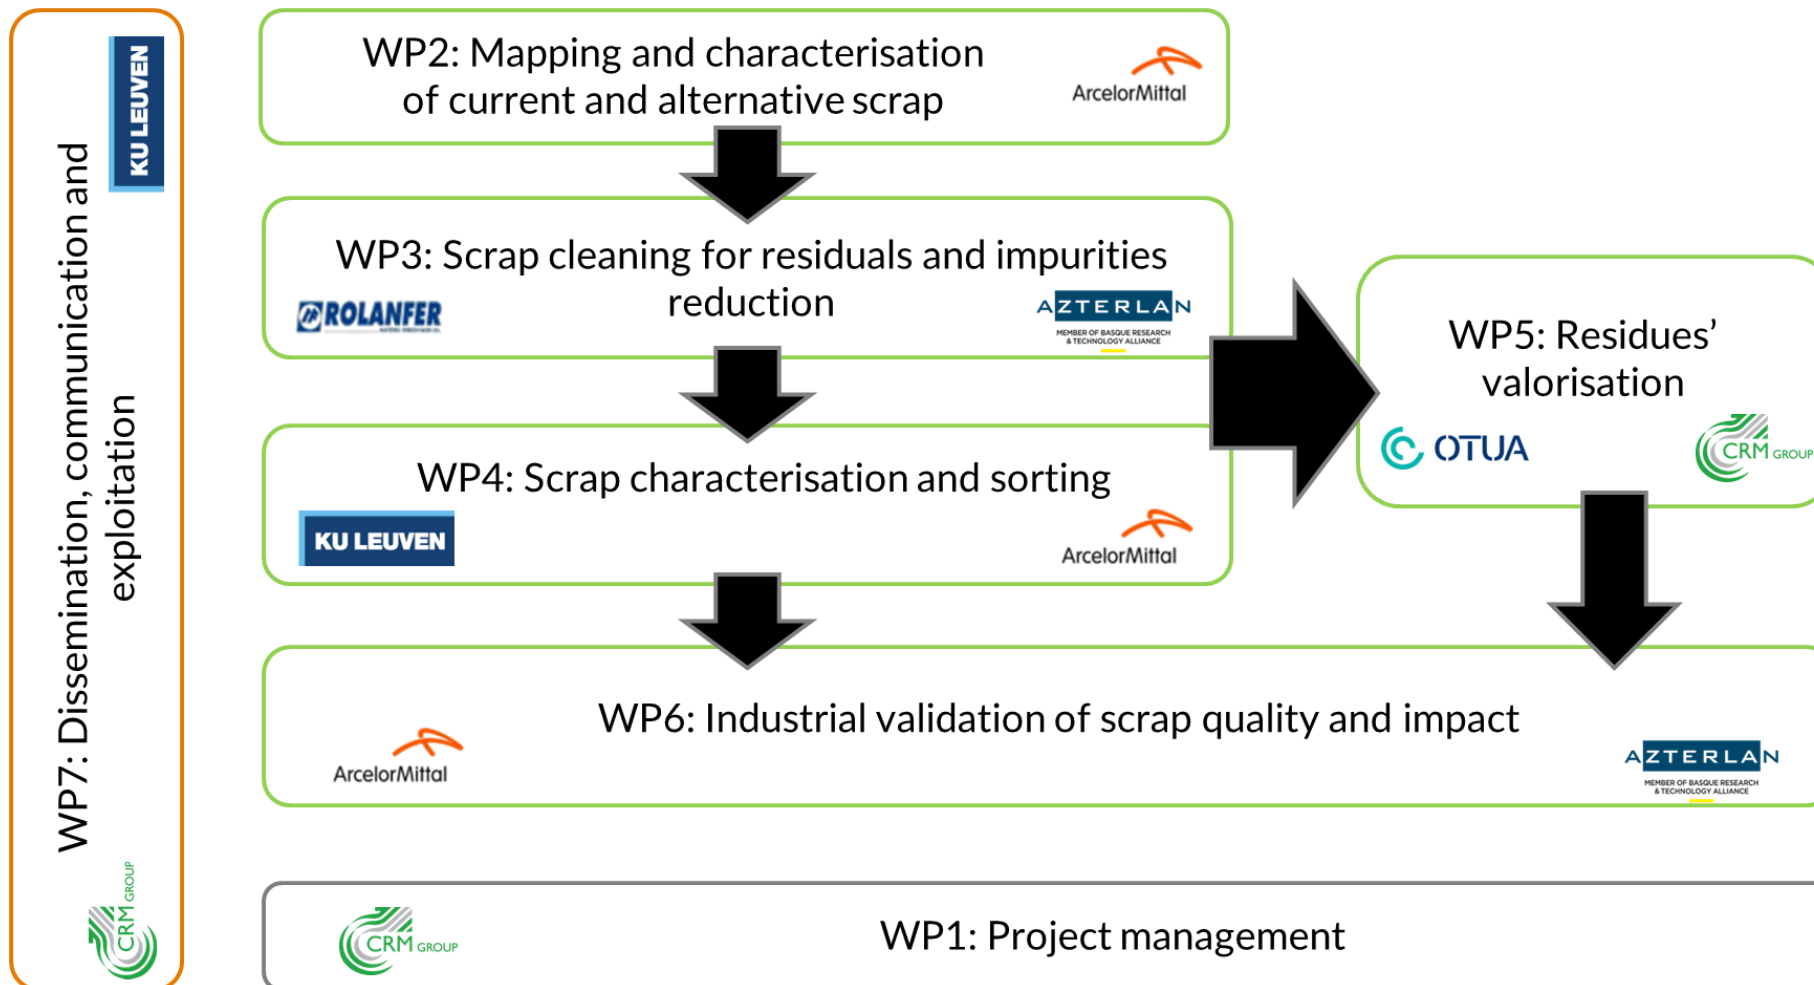 WP7: Dissemination, communication and
exploitation
KU LEUVEN
CRM GROUP
WP2: Mapping and characterisation
of current and alternative scrap
ArcelorMittal
WP3: Scrap cleaning for residuals and impurities
reduction
ROLANFER
AZTERLAN
MEMBER OF BASQUE RESEARCH
& TECHNOLOGY ALLIANCE
WP4: Scrap characterisation and sorting
KU LEUVEN
ArcelorMittal
WP5: Residues’
valorisation
OTUA
CRM GROUP
WP6: Industrial validation of scrap quality and impact
ArcelorMittal
AZTERLAN
MEMBER OF BASQUE RESEARCH
& TECHNOLOGY ALLIANCE
CRM GROUP
WP1: Project management